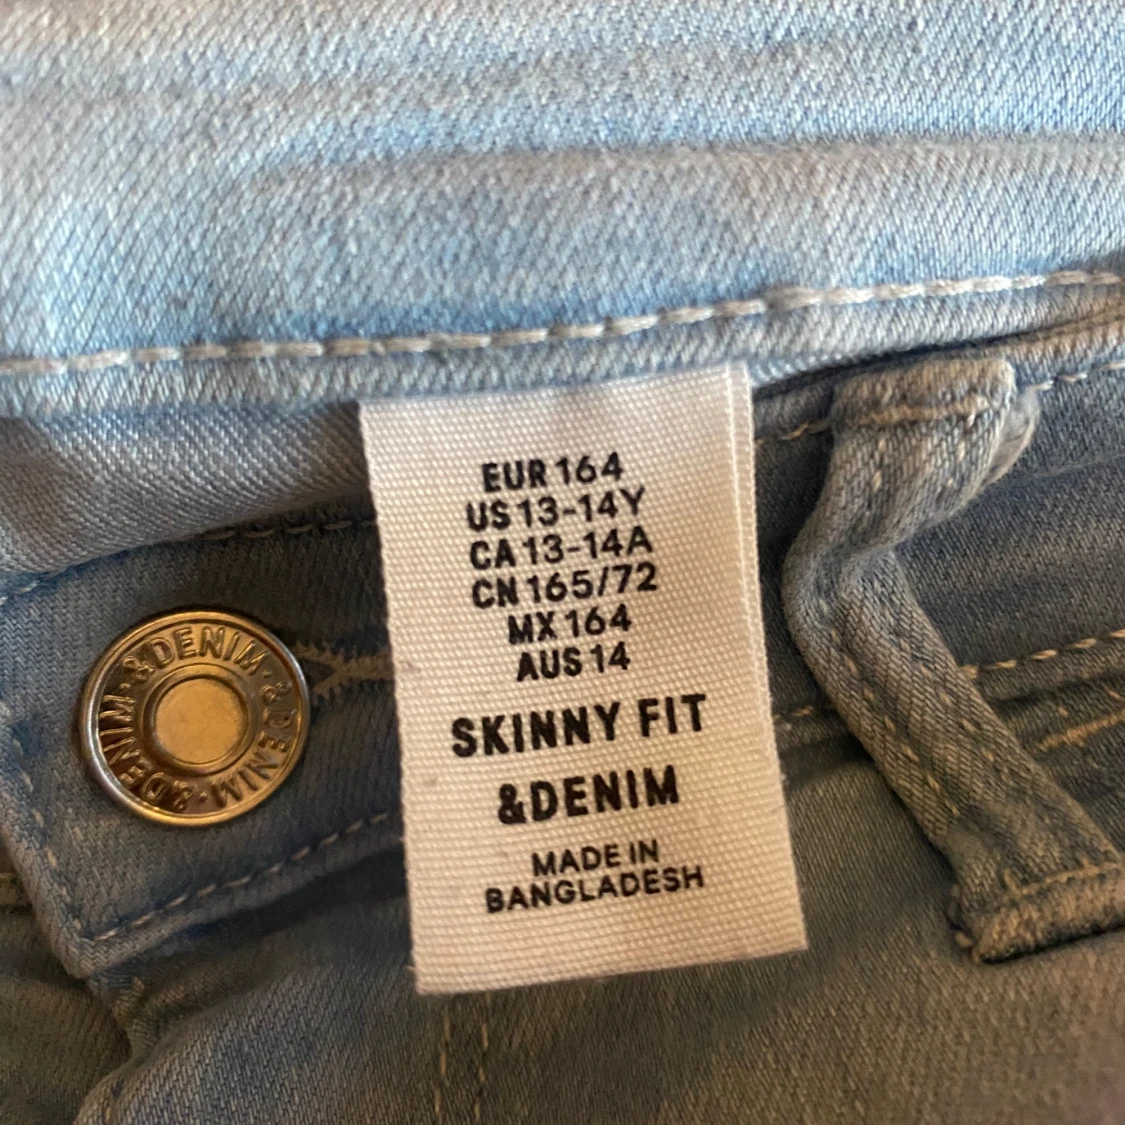 EUR 164
US 13-14Y
CA 13-14A
CN 165/72
MX 164
AUS 14
SKINNY FIT
&DENIM
MADE IN
BANGLADESH
&DENIM · &DENIM · &DENIM ·